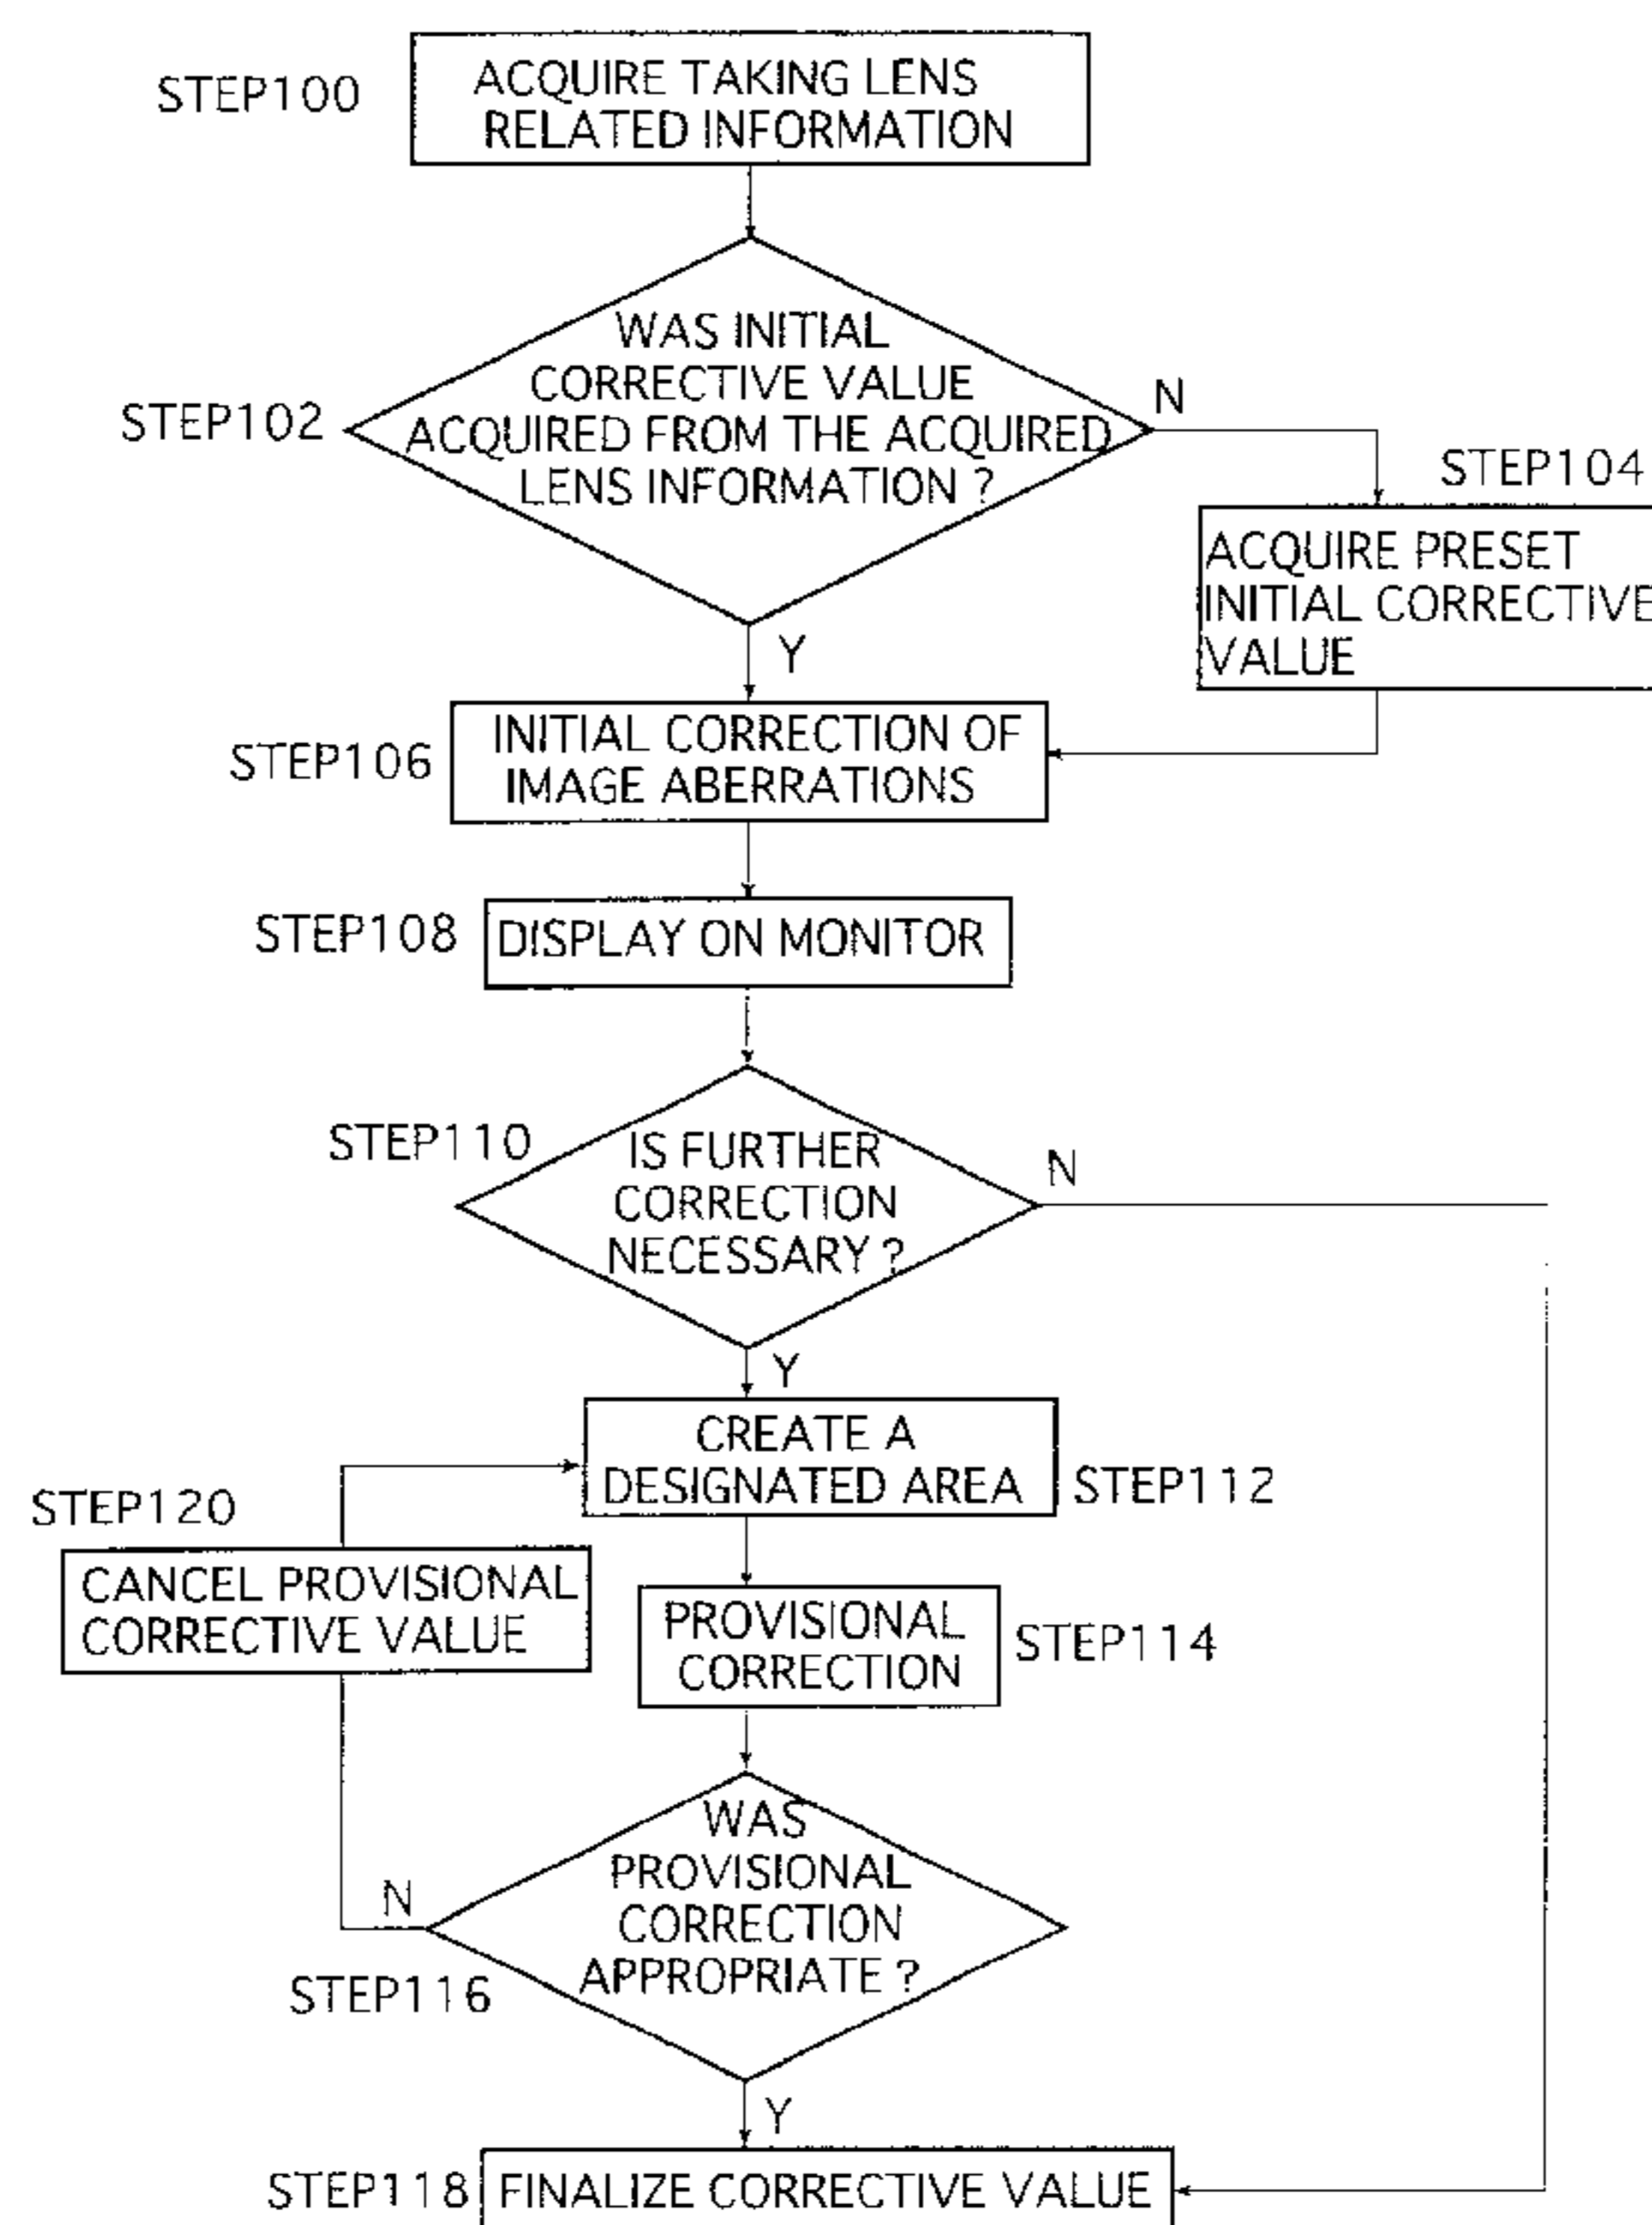 STEP100
ACQUIRE TAKING LENS
RELATED INFORMATION
STEP102
WAS INITIAL
CORRECTIVE VALUE
ACQUIRED FROM THE ACQUIRED
LENS INFORMATION ?
N
Y
STEP104
ACQUIRE PRESET
INITIAL CORRECTIVE
VALUE
STEP106
INITIAL CORRECTION OF
IMAGE ABERRATIONS
STEP108
DISPLAY ON MONITOR
STEP110
IS FURTHER
CORRECTION
NECESSARY ?
N
Y
CREATE A
DESIGNATED AREA
STEP112
STEP120
CANCEL PROVISIONAL
CORRECTIVE VALUE
PROVISIONAL
CORRECTION
STEP114
WAS
PROVISIONAL
CORRECTION
APPROPRIATE ?
N
STEP116
Y
STEP118
FINALIZE CORRECTIVE VALUE